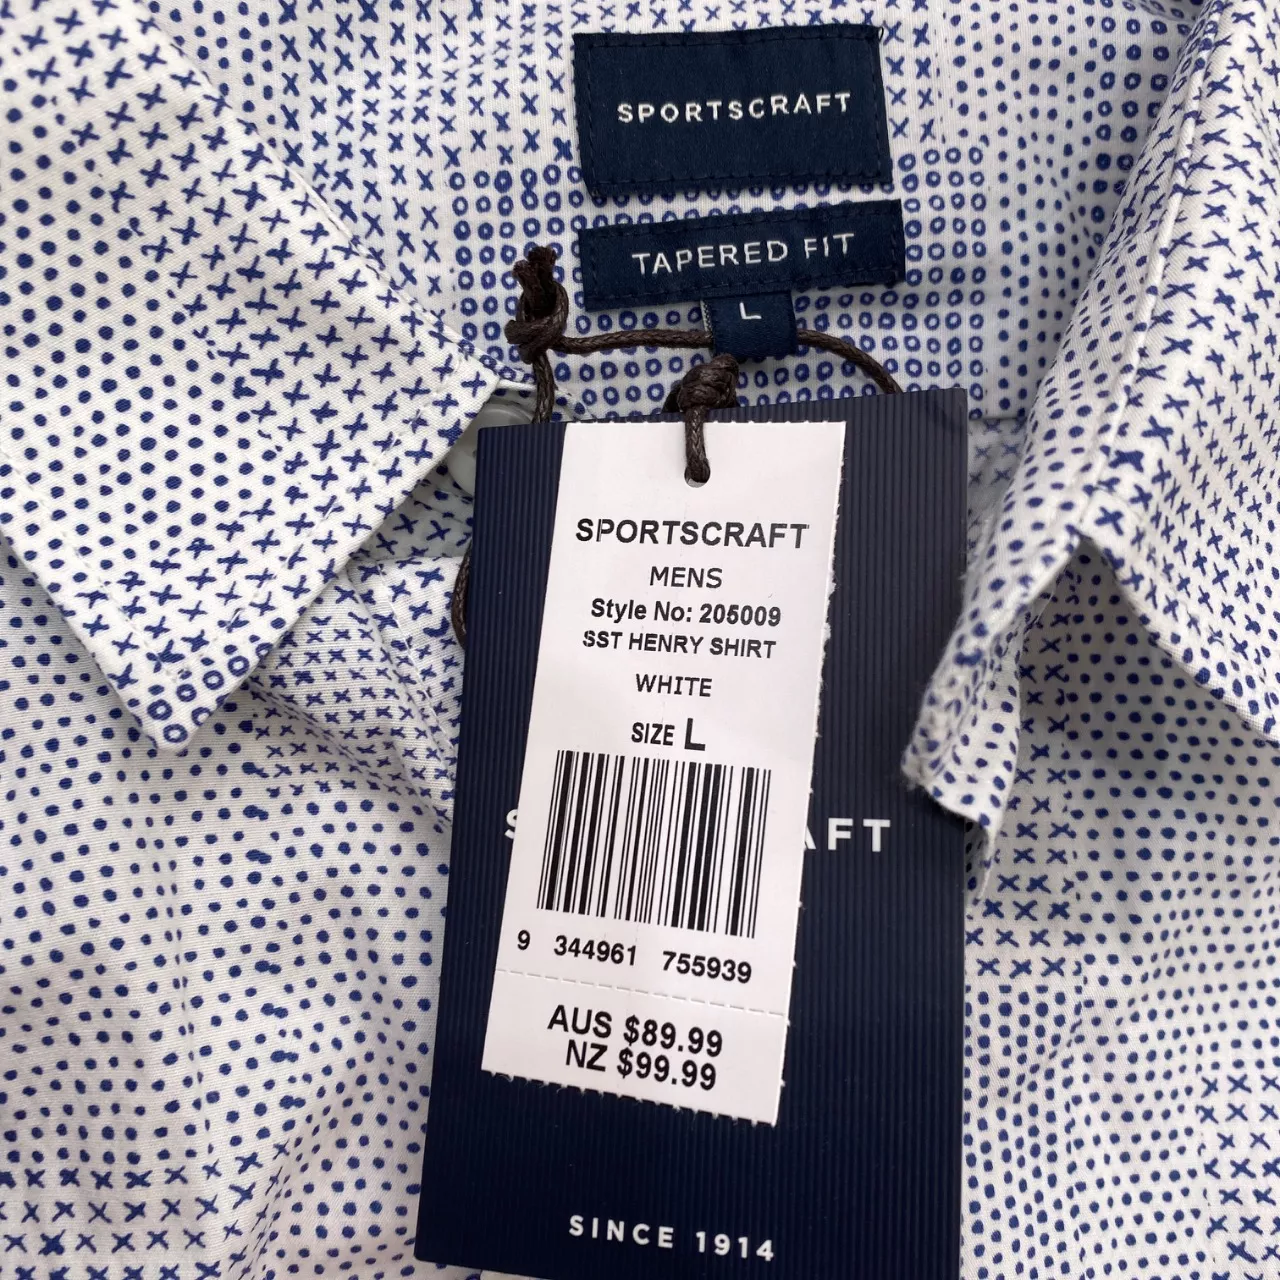 SPORTSCRAFT
TAPERED FIT
L
SPORTSCRAFT
MENS
Style No: 205009
SST HENRY SHIRT
WHITE
SIZE L
S AFT
9 344961 755939
AUS $89.99
NZ $99.99
SINCE 1914